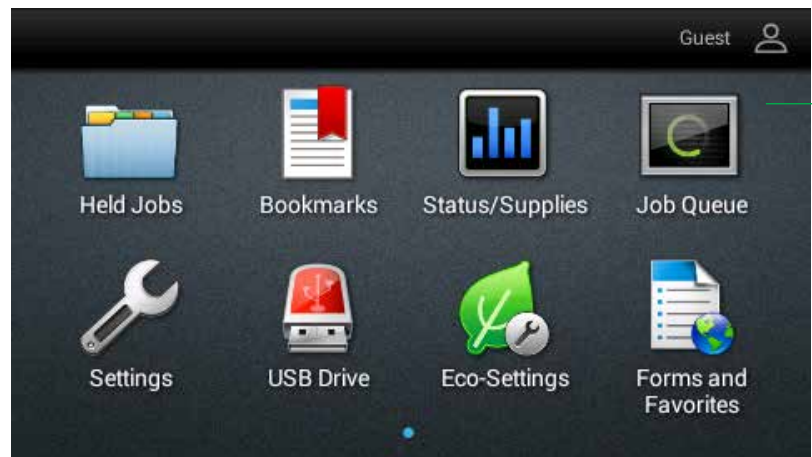 Guest
Held Jobs
Bookmarks
Status/Supplies
Job Queue
Settings
USB Drive
Eco-Settings
Forms and
Favorites